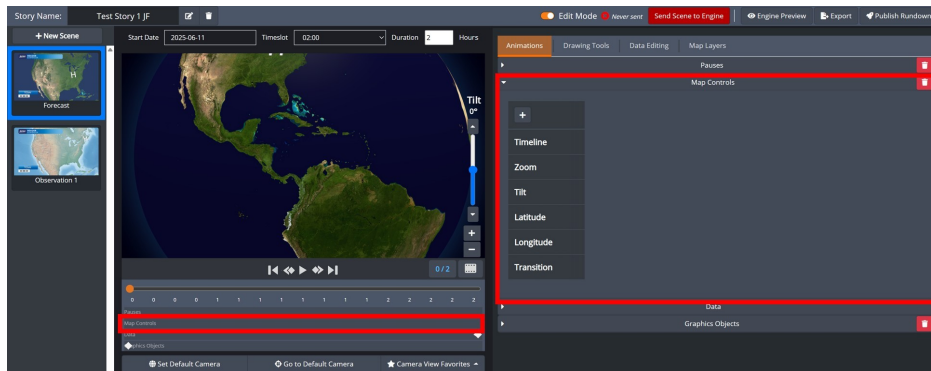 Story Name: Test Story 1 JF Edit Mode Never sent Send Scene to Engine Engine Preview Export Publish Rundown
+ New Scene
Start Date 2025-06-11 Timeslot 02:00 Duration 2 Hours
Animations Drawing Tools Data Editing Map Layers
Pauses
Map Controls
H
Forecast
Observation 1
Tilt
0°
+
−
+
Timeline
Zoom
Tilt
Latitude
Longitude
Transition
0 / 2
0 0 0 0 1 1 1 1 1 1 1 1 2 2 2 2 2
Pauses
Map Controls
Data
Graphics Objects
Data
Graphics Objects
Set Default Camera Go to Default Camera Camera View Favorites